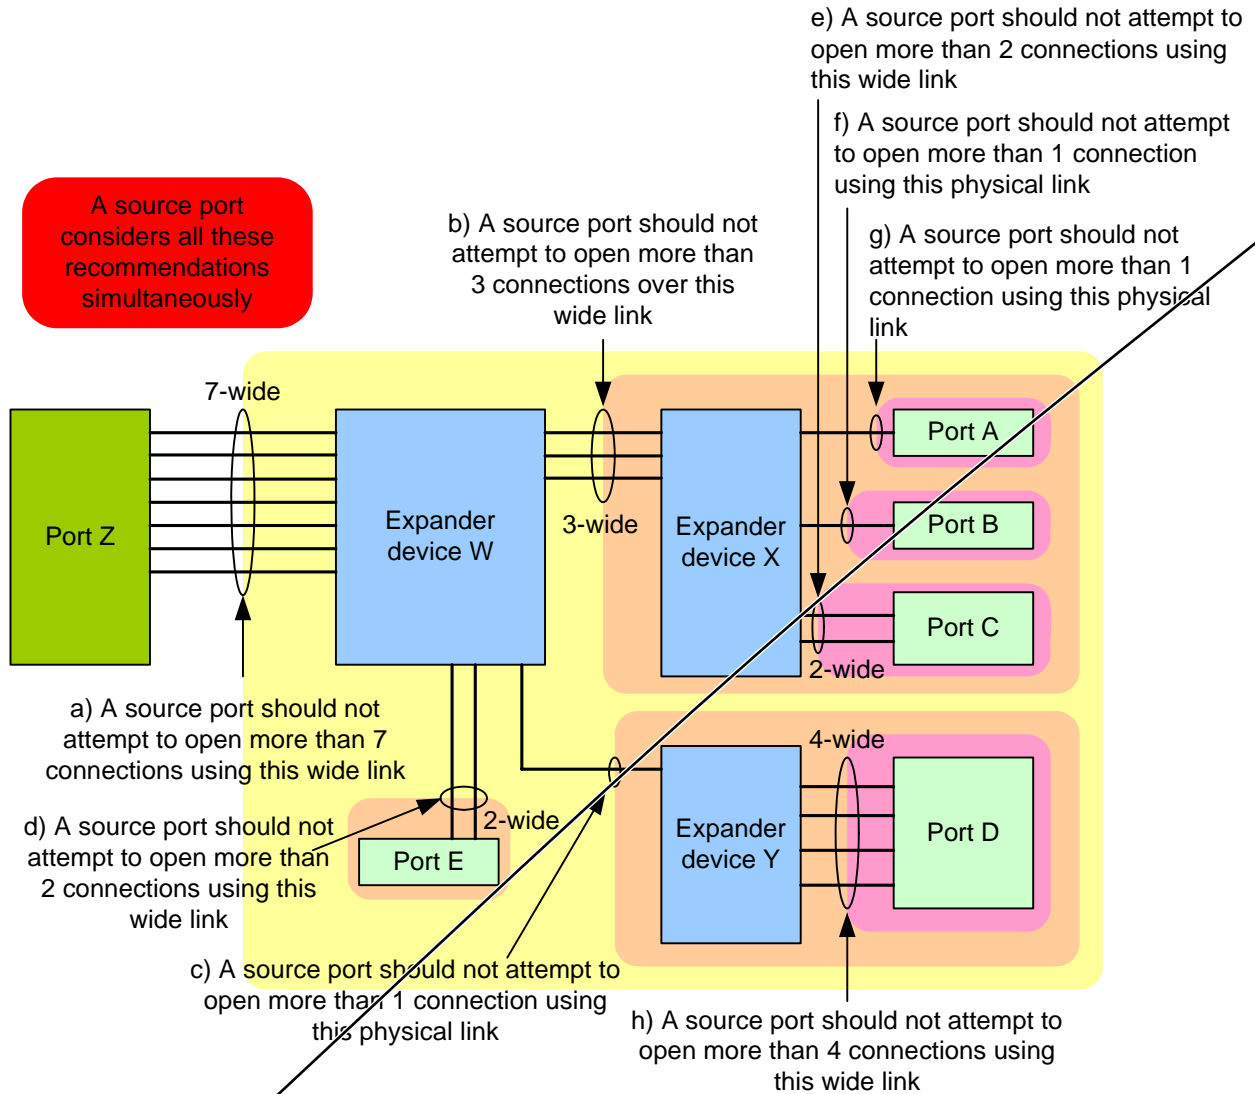 e) A source port should not attempt to
open more than 2 connections using
this wide link
f) A source port should not attempt
to open more than 1 connection
using this physical link
A source port
considers all these
recommendations
simultaneously
b) A source port should not
attempt to open more than
3 connections over this
wide link
g) A source port should not
attempt to open more than 1
connection using this physical
link
7-wide
Port Z
Expander
device W
3-wide
Expander
device X
Port A
Port B
Port C
2-wide
a) A source port should not
attempt to open more than 7
connections using this wide link
4-wide
d) A source port should not
attempt to open more than
2 connections using this
wide link
2-wide
Port E
Expander
device Y
Port D
c) A source port should not attempt to
open more than 1 connection using
this physical link
h) A source port should not attempt to
open more than 4 connections using
this wide link